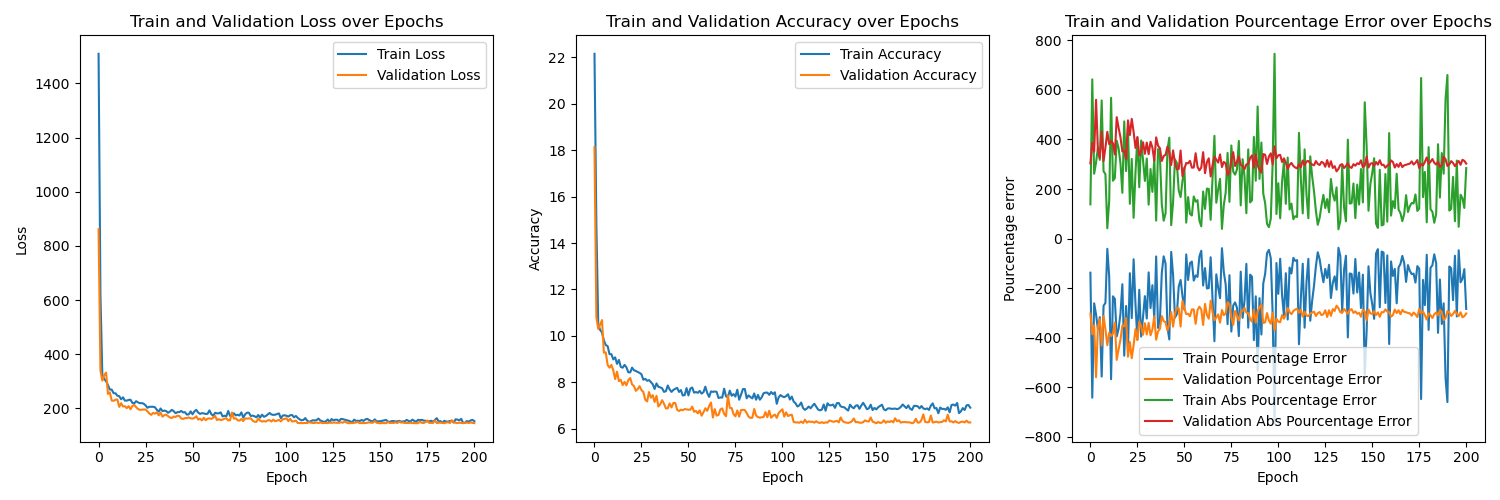 Train and Validation Loss over Epochs
Train Loss
Validation Loss
Loss
1400
1200
1000
800
600
400
200
0 25 50 75 100 125 150 175 200
Epoch
Train and Validation Accuracy over Epochs
Train Accuracy
Validation Accuracy
Accuracy
22
20
18
16
14
12
10
8
6
0 25 50 75 100 125 150 175 200
Epoch
Train and Validation Pourcentage Error over Epochs
Pourcentage error
800
600
400
200
0
−200
−400
−600
−800
Train Pourcentage Error
Validation Pourcentage Error
Train Abs Pourcentage Error
Validation Abs Pourcentage Error
0 25 50 75 100 125 150 175 200
Epoch